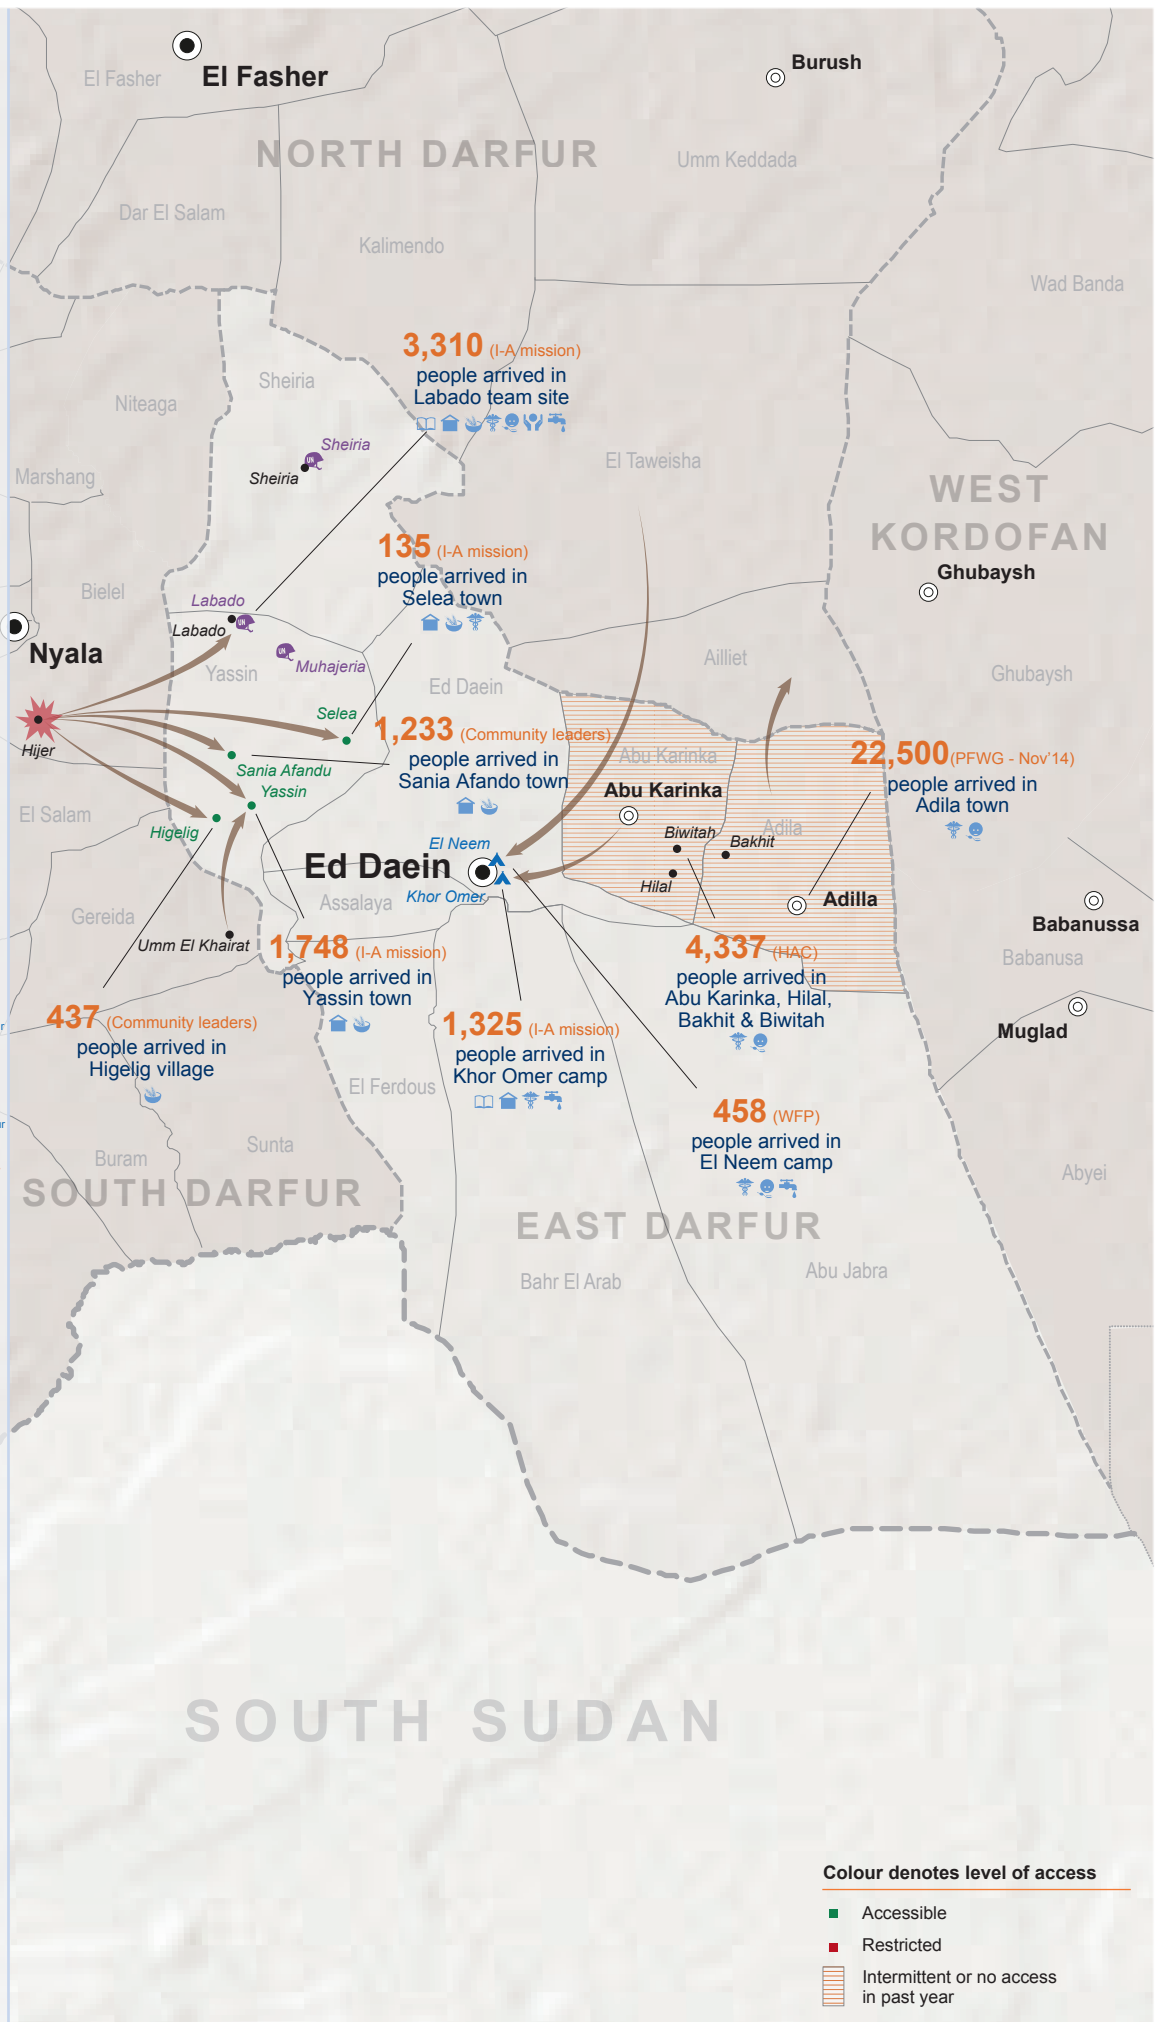 El Fasher
El Fasher
Burush
NORTH DARFUR
Umm Keddada
Dar El Salam
Kalimendo
Wad Banda
3,310 (I-A mission)
people arrived in
Labado team site
Sheiria
Niteaga
Sheiria
UN
Sheiria
El Taweisha
Marshang
WEST
KORDOFAN
135 (I-A mission)
people arrived in
Selea town
Ghubaysh
Bielel
Labado
UN
Labado
Nyala
UN
Muhajeria
Yassin
Ed Daein
Ailliet
Ghubaysh
Selea
Hijer
1,233 (Community leaders)
people arrived in
Sania Afando town
Abu Karinka
22,500 (PFWG - Nov'14)
people arrived in
Adila town
Sania Afandu
Yassin
Abu Karinka
El Salam
Higelig
Biwitah
Adila
Bakhit
El Neem
Ed Daein
Hilal
Khor Omer
Assalaya
Adilla
Gereida
Babanussa
Umm El Khairat
1,748 (I-A mission)
people arrived in
Yassin town
4,337 (HAC)
people arrived in
Abu Karinka, Hilal,
Bakhit & Biwitah
Babanusa
437 (Community leaders)
people arrived in
Higelig village
1,325 (I-A mission)
people arrived in
Khor Omer camp
Muglad
El Ferdous
458 (WFP)
people arrived in
El Neem camp
Sunta
Buram
Abyei
SOUTH DARFUR
EAST DARFUR
Bahr El Arab
Abu Jabra
SOUTH SUDAN
Colour denotes level of access
Accessible
Restricted
Intermittent or no access
in past year